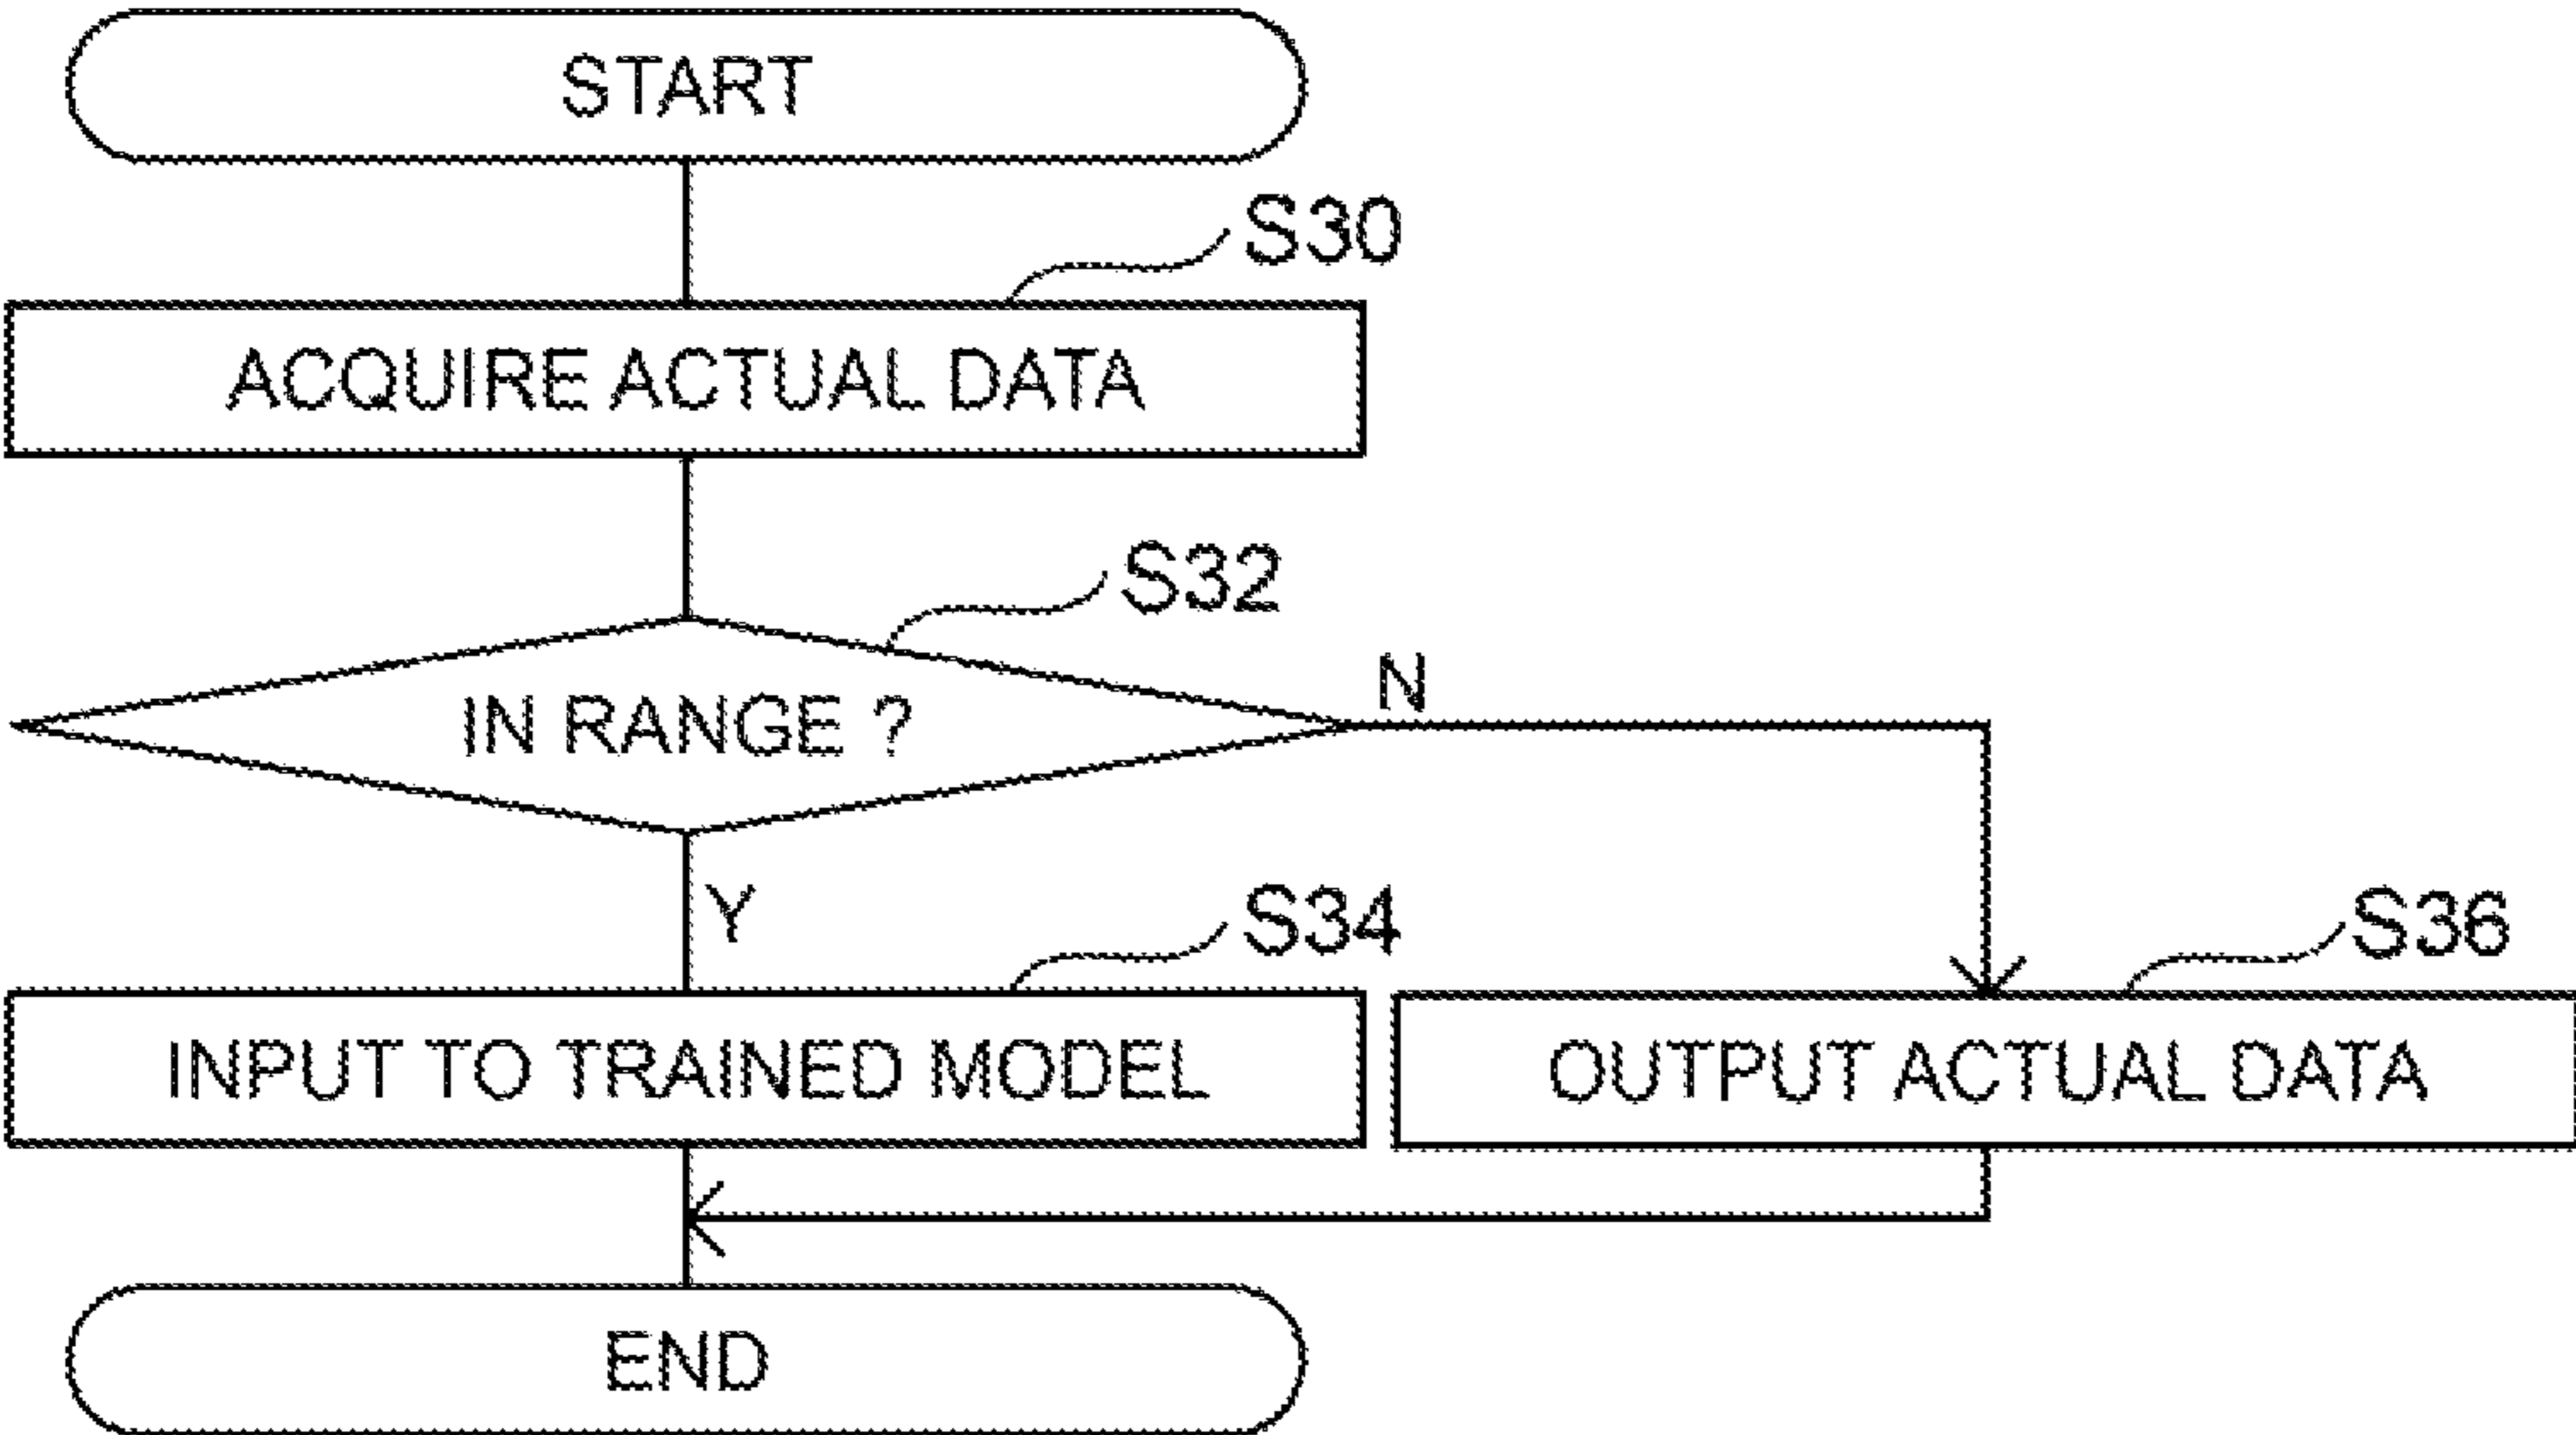 START
S30
ACQUIRE ACTUAL DATA
S32
IN RANGE ?
N
Y
S34
S36
INPUT TO TRAINED MODEL
OUTPUT ACTUAL DATA
END